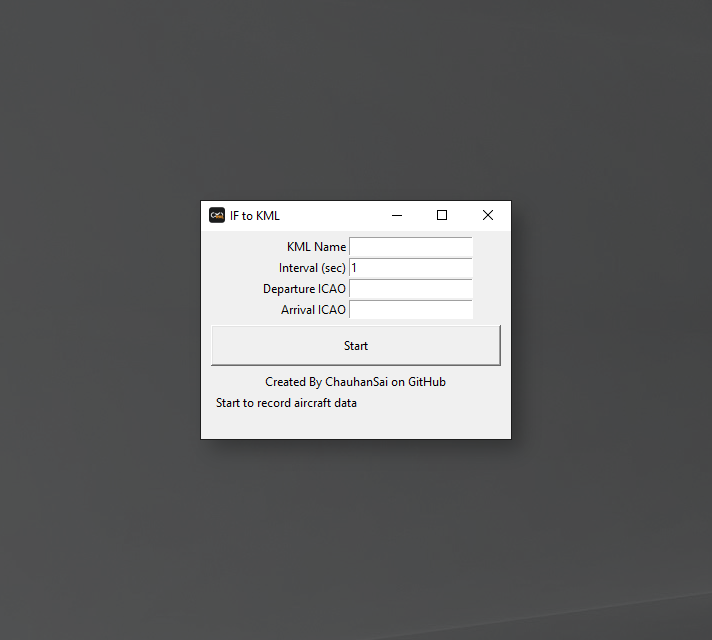 IF to KML
KML Name
Interval (sec) 1
Departure ICAO
Arrival ICAO
Start
Created By ChauhanSai on GitHub
Start to record aircraft data